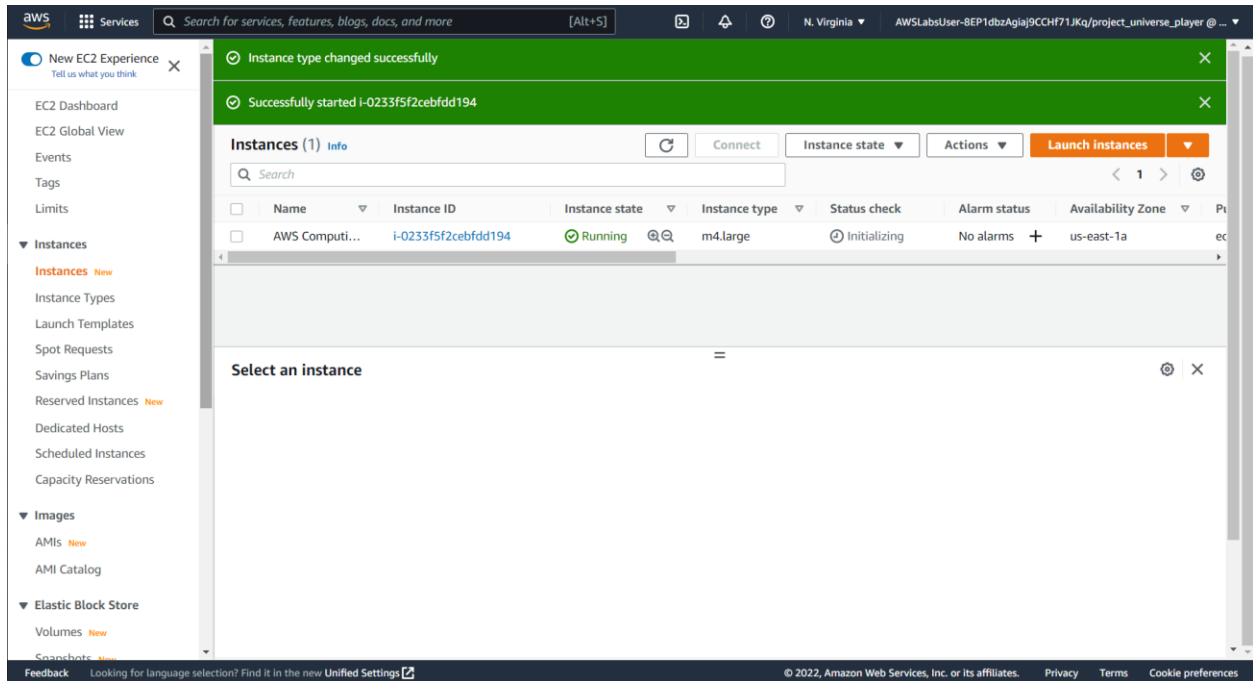 aws
Services
Search for services, features, blogs, docs, and more
[Alt+S]
N. Virginia
AWSLabsUser-8EP1dbzAgiaj9CCHf71JKq/project_universe_player @ ...
New EC2 Experience
Tell us what you think
EC2 Dashboard
EC2 Global View
Events
Tags
Limits
Instances
Instances New
Instance Types
Launch Templates
Spot Requests
Savings Plans
Reserved Instances New
Dedicated Hosts
Scheduled Instances
Capacity Reservations
Images
AMIs New
AMI Catalog
Elastic Block Store
Volumes New
Snapshots New
Instance type changed successfully
Successfully started i-0233f5f2cebfdd194
Instances (1) Info
Connect
Instance state
Actions
Launch instances
Search
1
Name Instance ID Instance state Instance type Status check Alarm status Availability Zone Pu
AWS Computi... i-0233f5f2cebfdd194 Running m4.large Initializing No alarms + us-east-1a ec
Select an instance
Feedback Looking for language selection? Find it in the new Unified Settings © 2022, Amazon Web Services, Inc. or its affiliates. Privacy Terms Cookie preferences